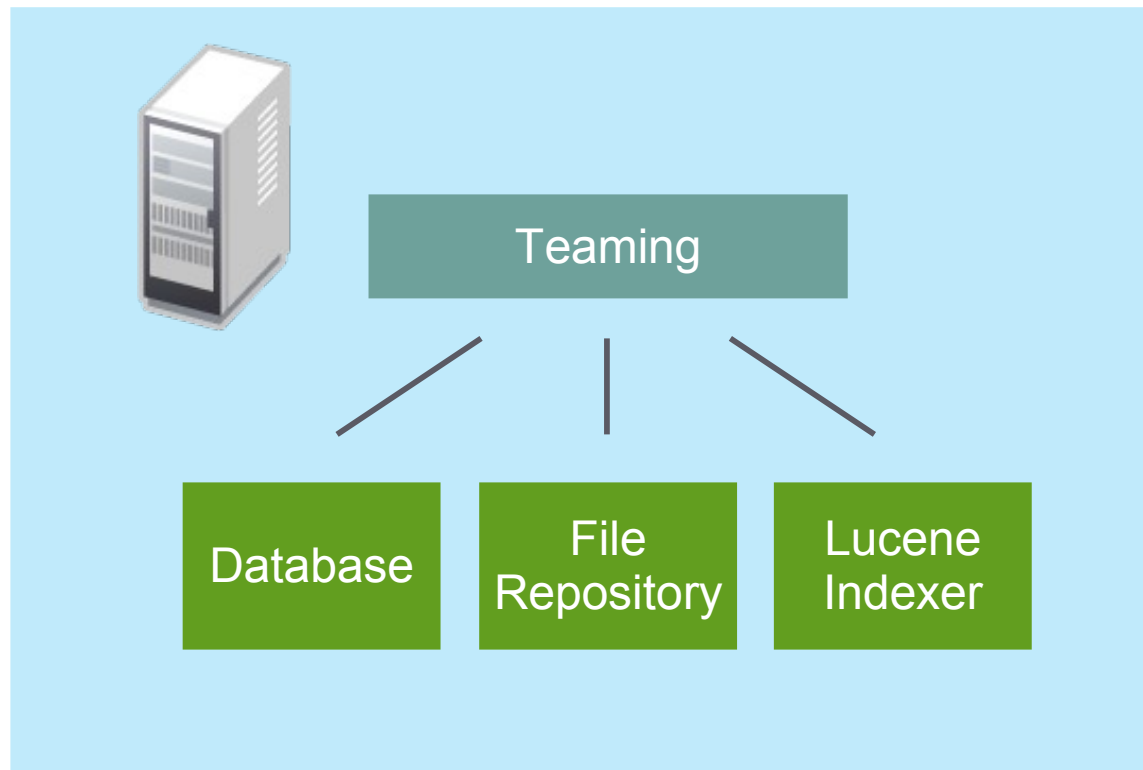 Teaming
Database
File
Repository
Lucene
Indexer